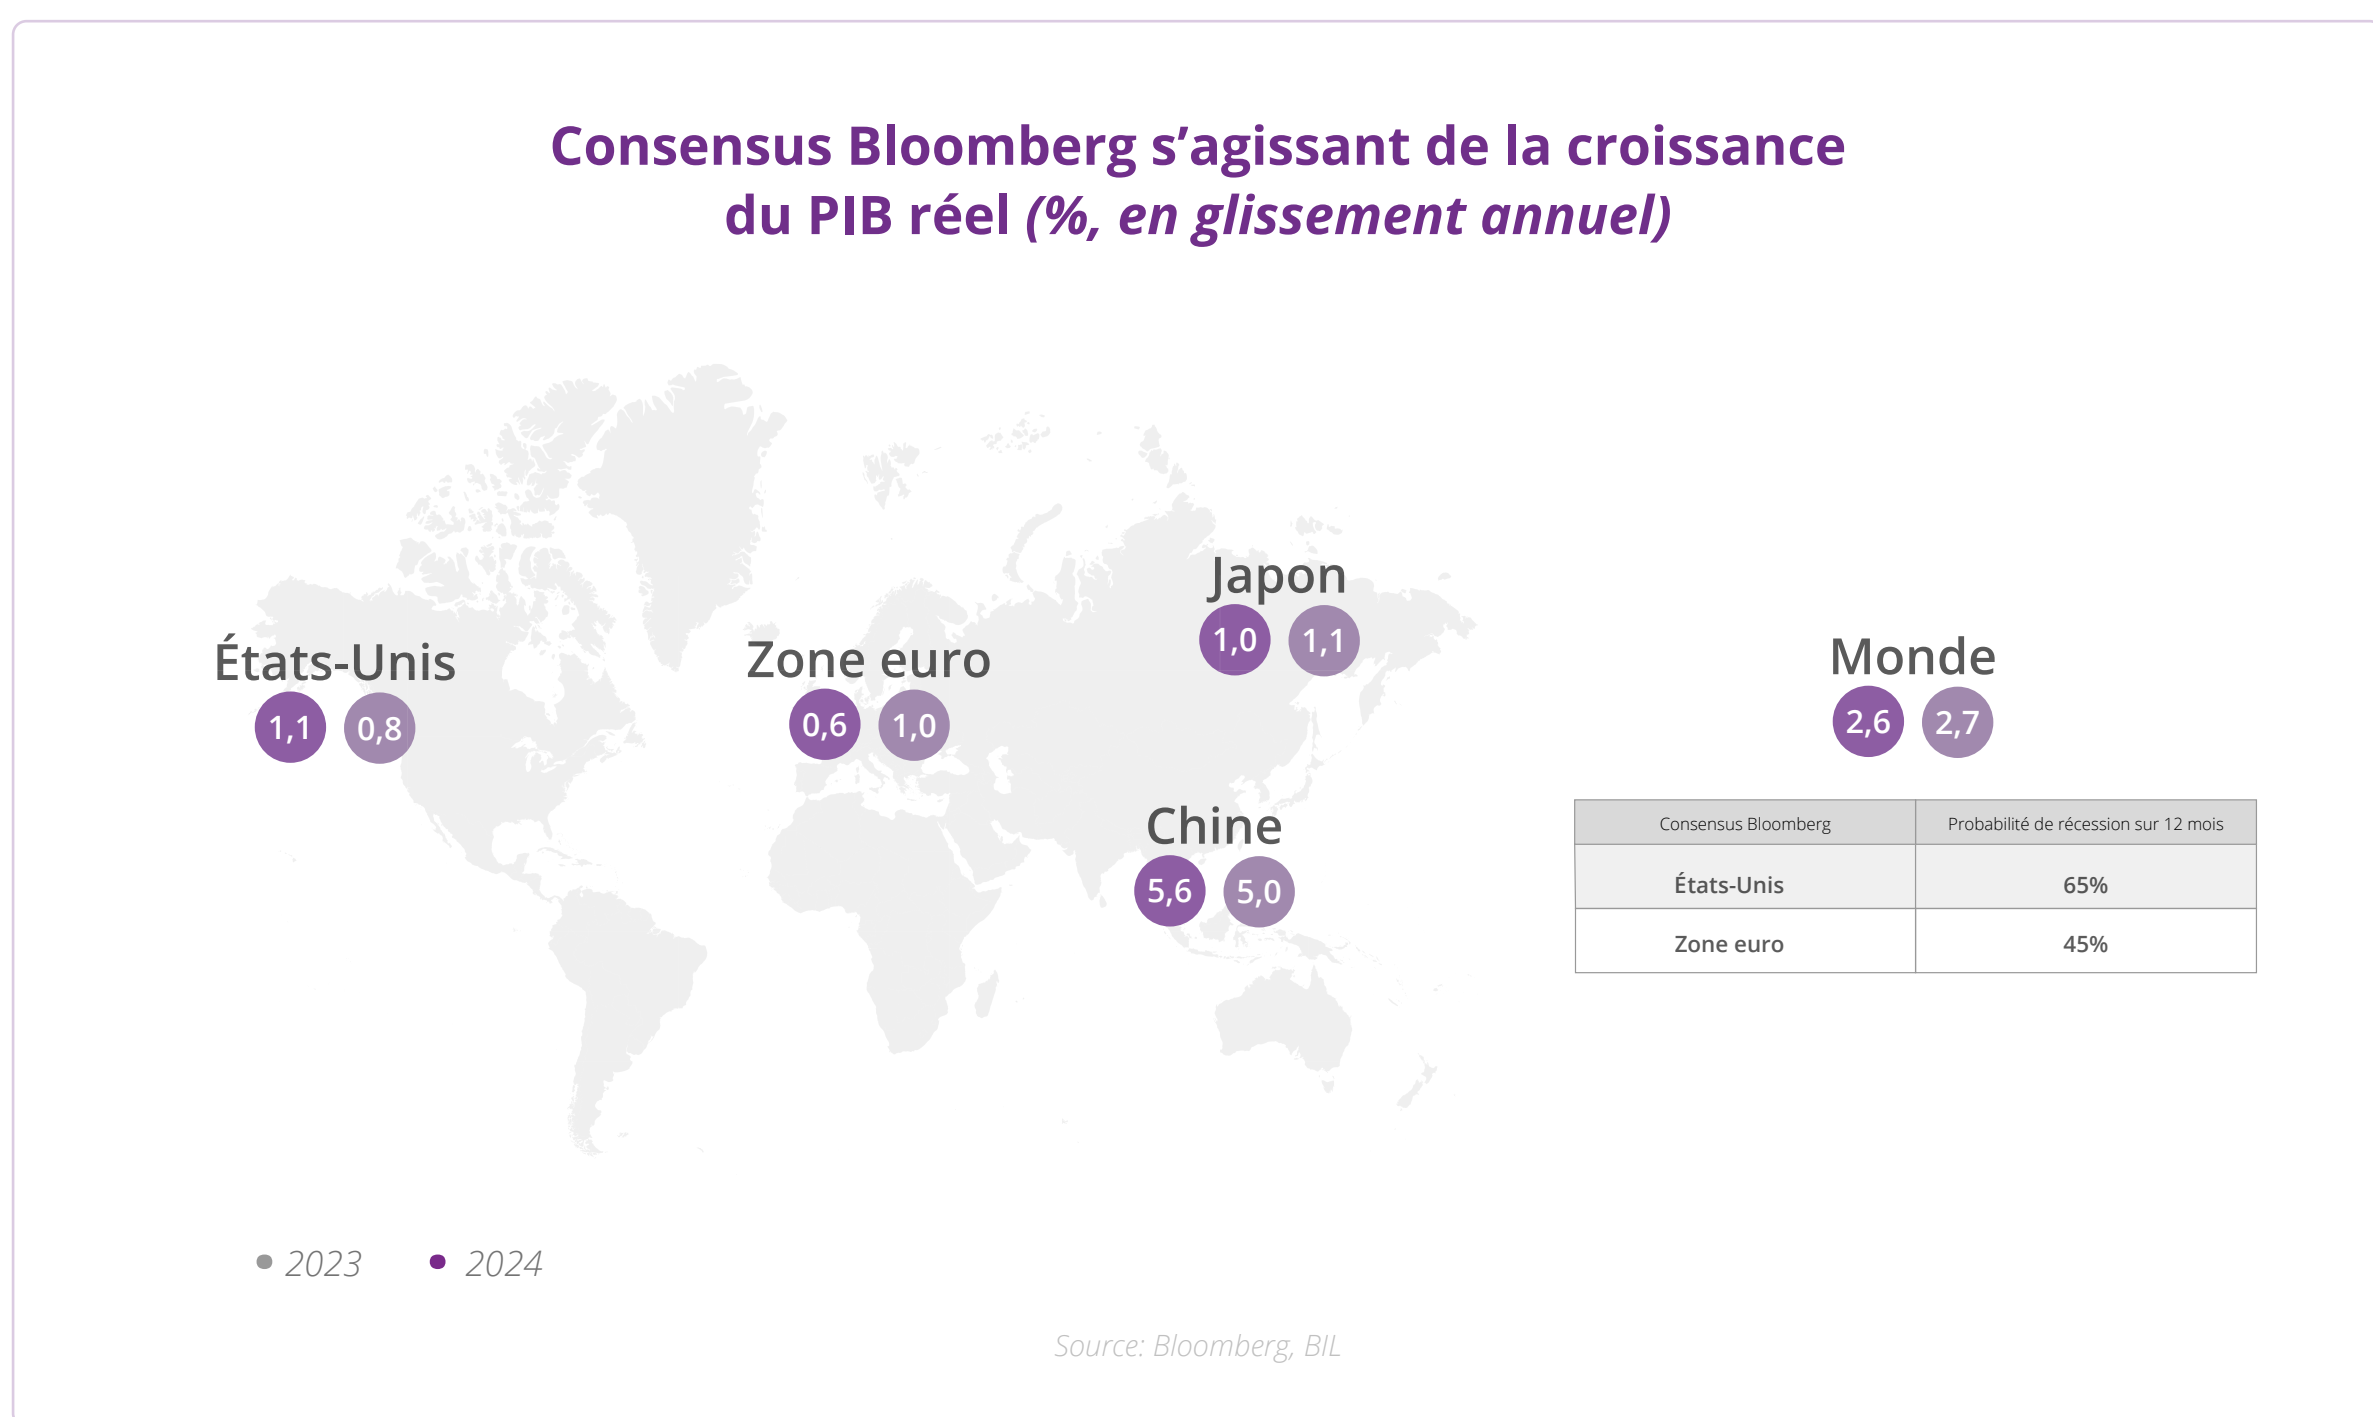 Consensus Bloomberg s’agissant de la croissance
du PIB réel (%, en glissement annuel)
Japon
1,0 1,1
États-Unis
1,1 0,8
Zone euro
0,6 1,0
Monde
2,6 2,7
Chine
5,6 5,0
Consensus Bloomberg Probabilité de récession sur 12 mois
États-Unis 65%
Zone euro 45%
2023 2024
Source: Bloomberg, BIL